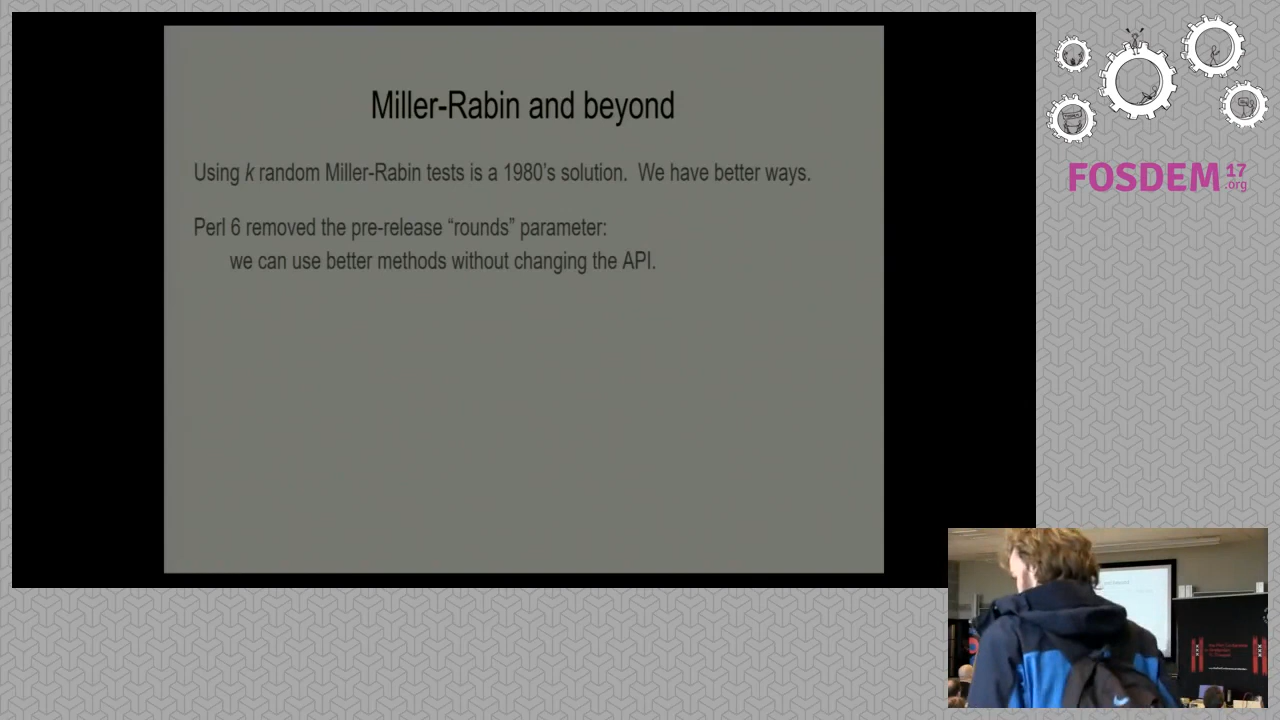 Miller-Rabin and beyond
Using k random Miller-Rabin tests is a 1980's solution. We have better ways.
Perl 6 removed the pre-release “rounds” parameter:
we can use better methods without changing the API.
FOSDEM 17
.org